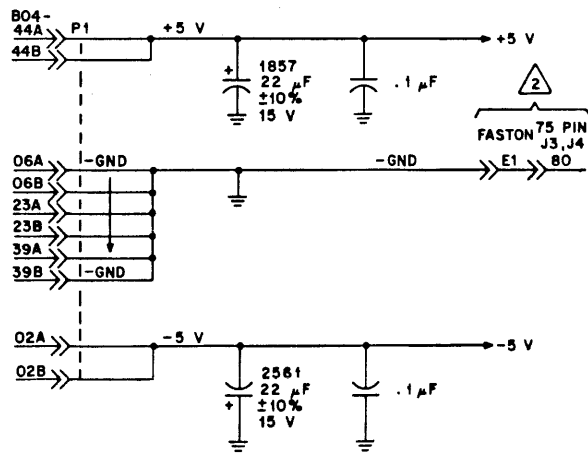 B04-
44A P1 +5 V +5 V
44B
+ 1857
22 µF
±10%
15 V
.1 µF
2
FASTON 75 PIN
J3,J4
06A -GND -GND E1 80
06B
23A
23B
39A
39B -GND
02A -5 V -5 V
02B
2561
22 µF
+ ±10%
15 V
.1 µF